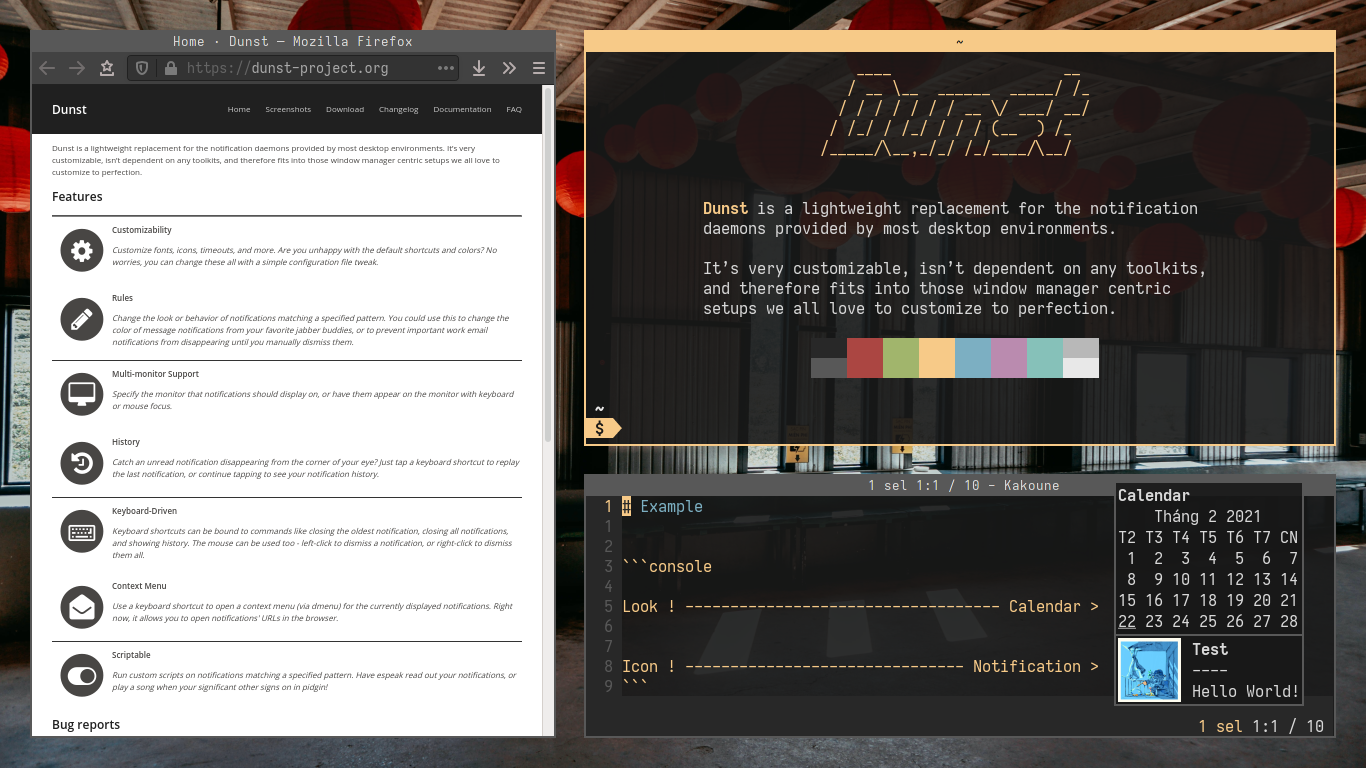 Home · Dunst — Mozilla Firefox
https://dunst-project.org
Dunst
Home Screenshots Download Changelog Documentation FAQ
Dunst is a lightweight replacement for the notification daemons provided by most desktop environments. It's very
customizable, isn't dependent on any toolkits, and therefore fits into those window manager centric setups we all love to
customize to perfection.
Features
Customizability
Customize fonts, icons, timeouts, and more. Are you unhappy with the default shortcuts and colors? No
worries, you can change these all with a simple configuration file tweak.
Rules
Change the look or behavior of notifications matching a specified pattern. You could use this to change the
color of message notifications from your favorite jabber buddies, or to prevent important work email
notifications from disappearing until you manually dismiss them.
Multi-monitor Support
Specify the monitor that notifications should display on, or have them appear on the monitor with keyboard
or mouse focus.
History
Catch an unread notification disappearing from the corner of your eye? Just tap a keyboard shortcut to replay
the last notification, or continue tapping to see your notification history.
Keyboard-Driven
Keyboard shortcuts can be bound to commands like closing the oldest notification, closing all notifications,
and showing history. The mouse can be used too - left-click to dismiss a notification, or right-click to dismiss
them all.
Context Menu
Use a keyboard shortcut to open a context menu (via dmenu) for the currently displayed notifications. Right
now, it allows you to open notifications' URLs in the browser.
Scriptable
Run custom scripts on notifications matching a specified pattern. Have espeak read out your notifications, or
play a song when your significant other signs on in pidgin!
Bug reports
~
Dunst
Dunst is a lightweight replacement for the notification
daemons provided by most desktop environments.
It’s very customizable, isn’t dependent on any toolkits,
and therefore fits into those window manager centric
setups we all love to customize to perfection.
~
$
1 sel 1:1 / 10 - Kakoune
1 # Example
1
2
3 ```console
4
5 Look ! ----------------------------------- Calendar >
6
7
8 Icon ! ------------------------------- Notification >
9 ```
1 sel 1:1 / 10
Calendar
Tháng 2 2021
T2 T3 T4 T5 T6 T7 CN
1 2 3 4 5 6 7
8 9 10 11 12 13 14
15 16 17 18 19 20 21
22 23 24 25 26 27 28
Test
----
Hello World!